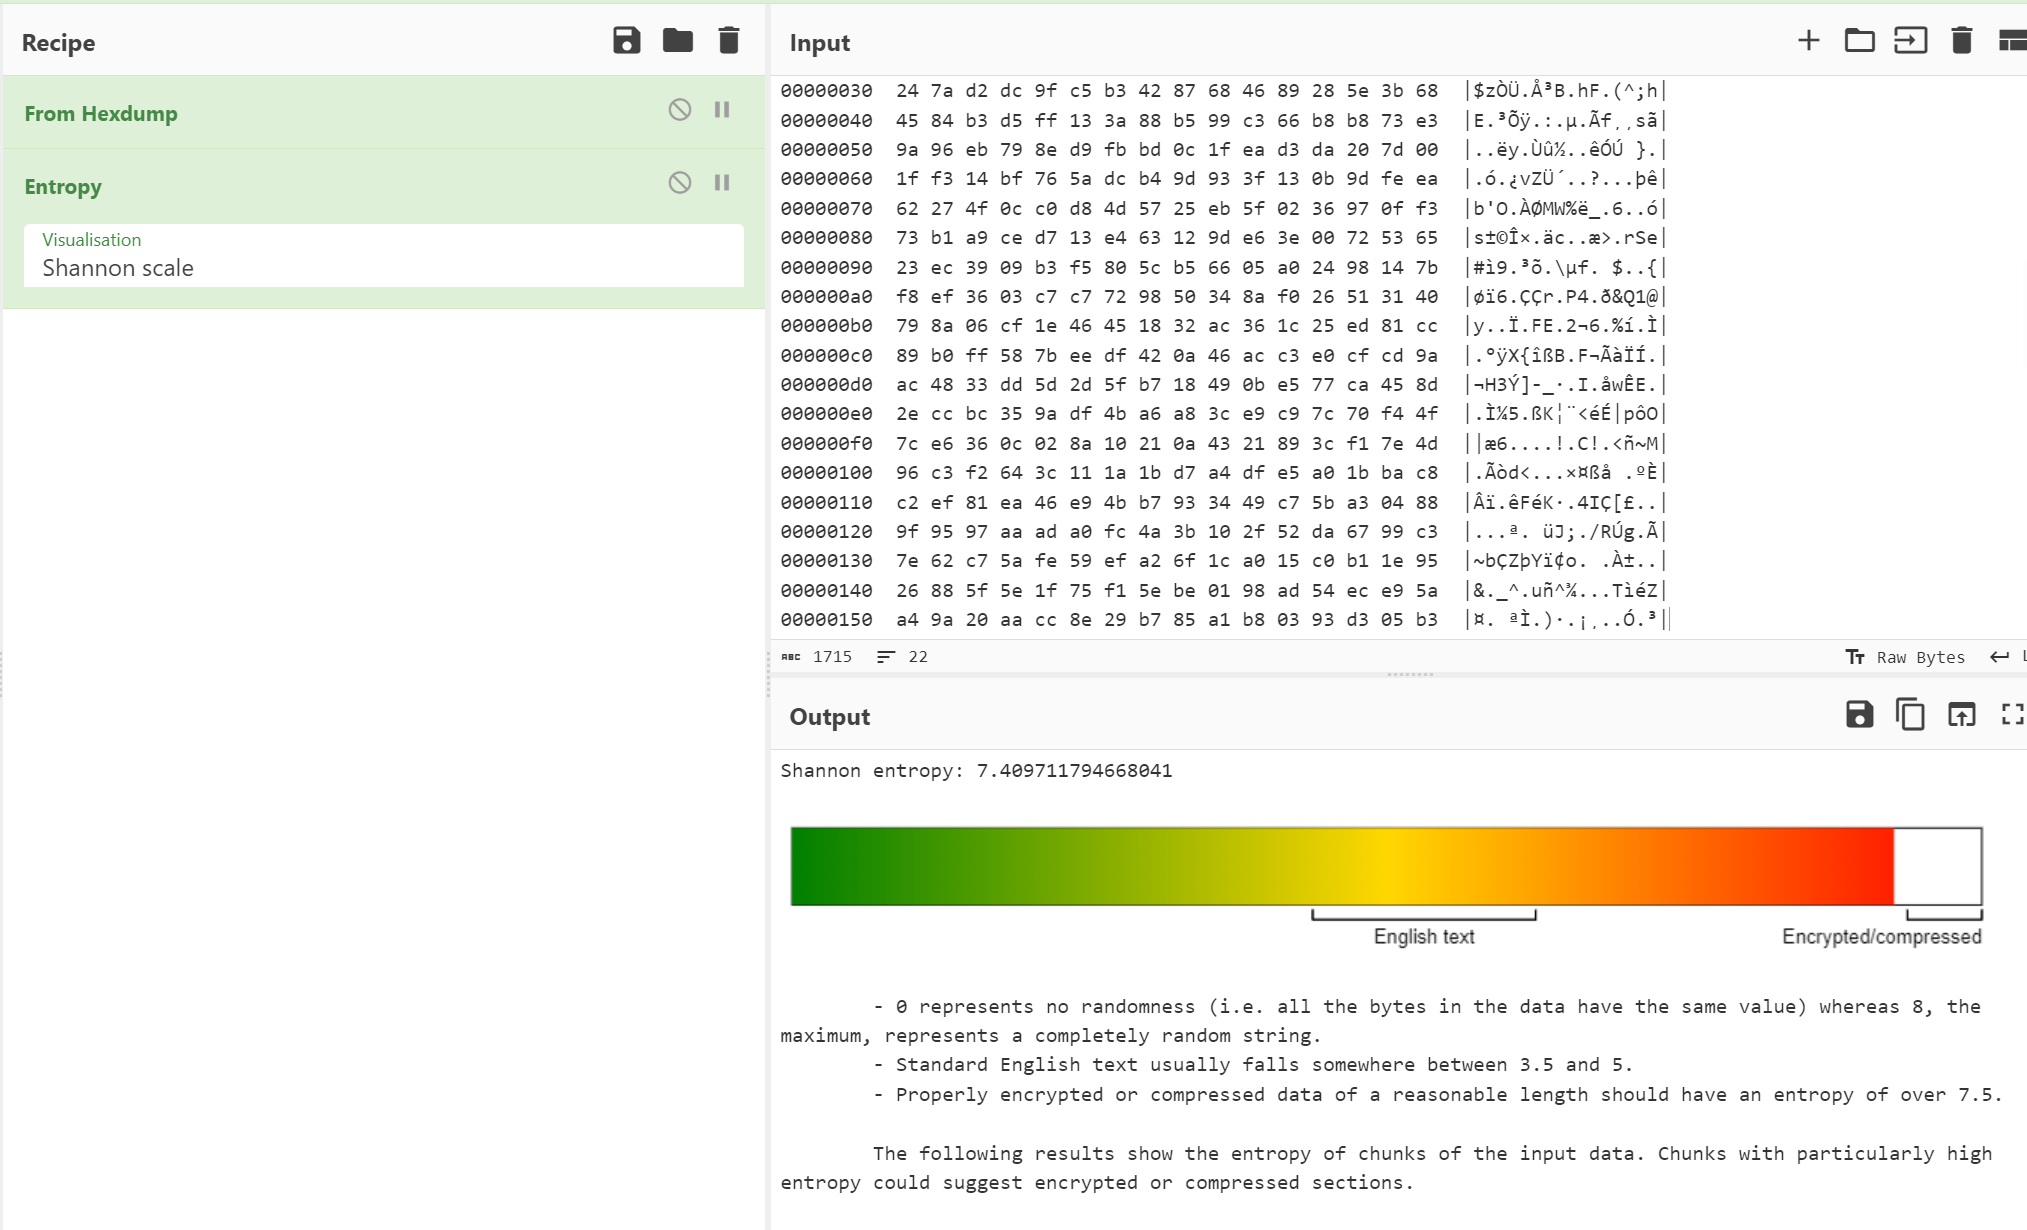 Recipe
From Hexdump
Entropy
Visualisation
Shannon scale
Input
00000030  24 7a d2 dc 9f c5 b3 42 87 68 46 89 28 5e 3b 68  |$zÒÜ.Å³B.hF.(^;h|
00000040  45 84 b3 d5 ff 13 3a 88 b5 99 c3 66 b8 b8 73 e3  |E.³Õÿ.:.µ.Ãf¸¸sã|
00000050  9a 96 eb 79 8e d9 fb bd 0c 1f ea d3 da 20 7d 00  |..ëy.Ùû½..êÓÚ }.|
00000060  1f f3 14 bf 76 5a dc b4 9d 93 3f 13 0b 9d fe ea  |.ó.¿vZÜ´..?...þê|
00000070  62 27 4f 0c c0 d8 4d 57 25 eb 5f 02 36 97 0f f3  |b'O.ÀØMW%ë_.6..ó|
00000080  73 b1 a9 ce d7 13 e4 63 12 9d e6 3e 00 72 53 65  |s±©Î×.äc..æ>.rSe|
00000090  23 ec 39 09 b3 f5 80 5c b5 66 05 a0 24 98 14 7b  |#ì9.³õ.\µf. $..{|
000000a0  f8 ef 36 03 c7 c7 72 98 50 34 8a f0 26 51 31 40  |øï6.ÇÇr.P4.ð&Q1@|
000000b0  79 8a 06 cf 1e 46 45 18 32 ac 36 1c 25 ed 81 cc  |y..Ï.FE.2¬6.%í.Ì|
000000c0  89 b0 ff 58 7b ee df 42 0a 46 ac c3 e0 cf cd 9a  |.°ÿX{îßB.F¬ÃàÏÍ.|
000000d0  ac 48 33 dd 5d 2d 5f b7 18 49 0b e5 77 ca 45 8d  |¬H3Ý]-_·.I.åwÊE.|
000000e0  2e cc bc 35 9a df 4b a6 a8 3c e9 c9 7c 70 f4 4f  |.Ì¼5.ßK¦¨<éÉ|pôO|
000000f0  7c e6 36 0c 02 8a 10 21 0a 43 21 89 3c f1 7e 4d  ||æ6....!.C!.<ñ~M|
00000100  96 c3 f2 64 3c 11 1a 1b d7 a4 df e5 a0 1b ba c8  |.Ãòd<...×¤ßå .ºÈ|
00000110  c2 ef 81 ea 46 e9 4b b7 93 34 49 c7 5b a3 04 88  |Âï.êFéK·.4IÇ[£..|
00000120  9f 95 97 aa ad a0 fc 4a 3b 10 2f 52 da 67 99 c3  |...ª. üJ;./RÚg.Ã|
00000130  7e 62 c7 5a fe 59 ef a2 6f 1c a0 15 c0 b1 1e 95  |~bÇZþYï¢o. .À±..|
00000140  26 88 5f 5e 1f 75 f1 5e be 01 98 ad 54 ec e9 5a  |&._^.uñ^¾...TìéZ|
00000150  a4 9a 20 aa cc 8e 29 b7 85 a1 b8 03 93 d3 05 b3  |¤. ªÌ.)·.¡¸..Ó.³|
ABC 1715 22 Raw Bytes
Output
Shannon entropy: 7.409711794668041
English text
Encrypted/compressed
- 0 represents no randomness (i.e. all the bytes in the data have the same value) whereas 8, the
maximum, represents a completely random string.
- Standard English text usually falls somewhere between 3.5 and 5.
- Properly encrypted or compressed data of a reasonable length should have an entropy of over 7.5.
The following results show the entropy of chunks of the input data. Chunks with particularly high
entropy could suggest encrypted or compressed sections.